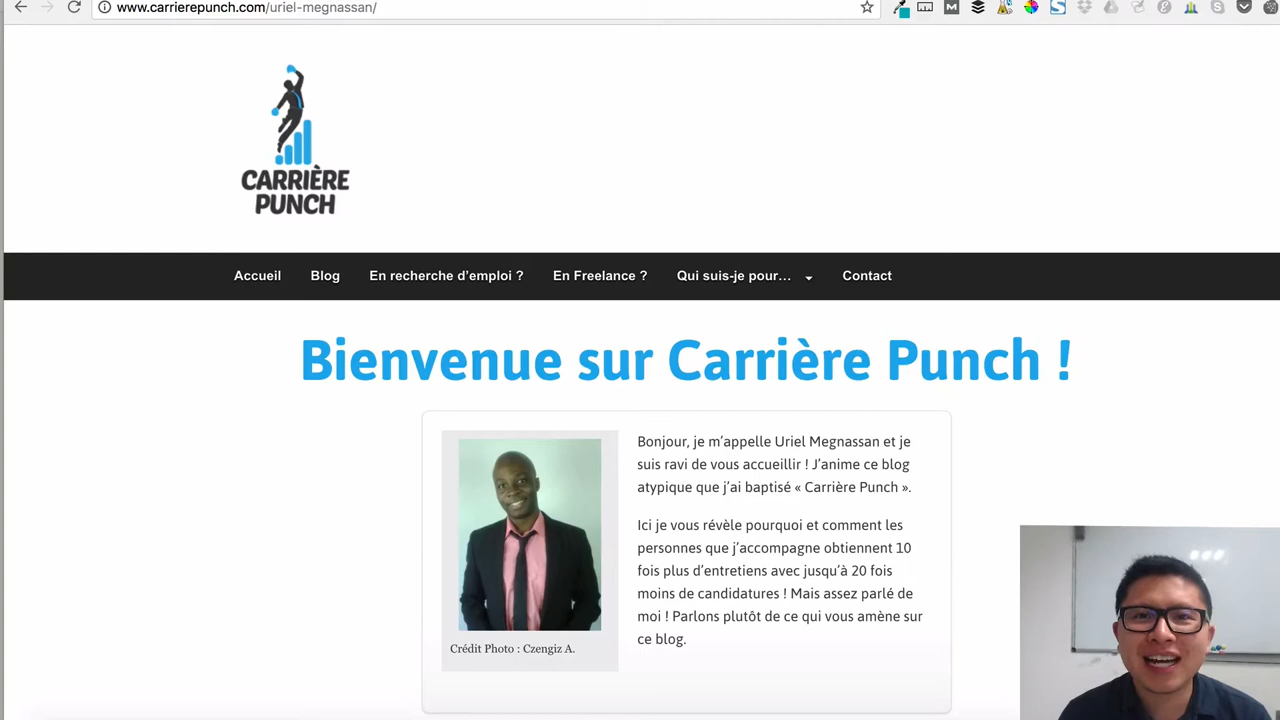 www.carrierepunch.com/uriel-megnassan/
CARRIÈRE
PUNCH
Accueil Blog En recherche d’emploi ? En Freelance ? Qui suis-je pour… Contact
Bienvenue sur Carrière Punch !
Bonjour, je m’appelle Uriel Megnassan et je
suis ravi de vous accueillir ! J’anime ce blog
atypique que j’ai baptisé « Carrière Punch ».
Ici je vous révèle pourquoi et comment les
personnes que j’accompagne obtiennent 10
fois plus d’entretiens avec jusqu’à 20 fois
moins de candidatures ! Mais assez parlé de
moi ! Parlons plutôt de ce qui vous amène sur
ce blog.
Crédit Photo : Czengiz A.